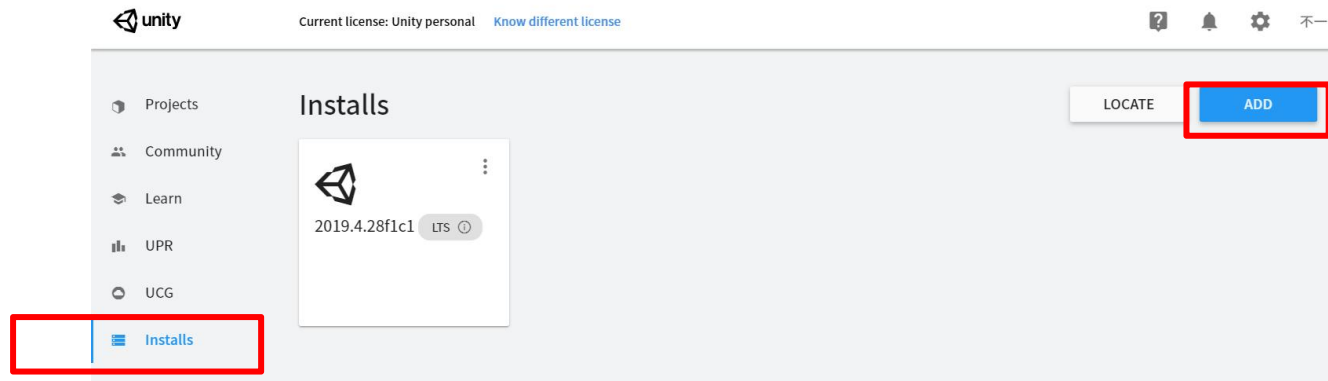 unity
Current license: Unity personal Know different license
不一
Projects
Community
Learn
UPR
UCG
Installs
Installs
LOCATE
ADD
2019.4.28f1c1
LTS